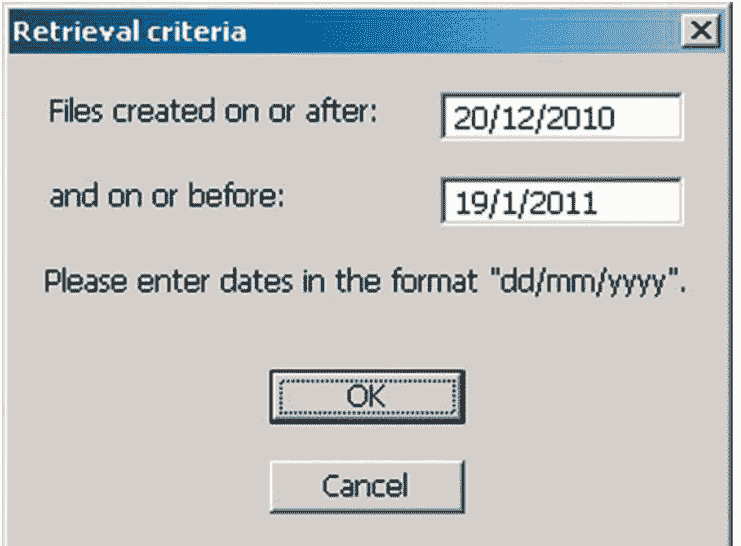 Retrieval criteria
Files created on or after: 20/12/2010
and on or before: 19/1/2011
Please enter dates in the format "dd/mm/yyyy".
OK
Cancel